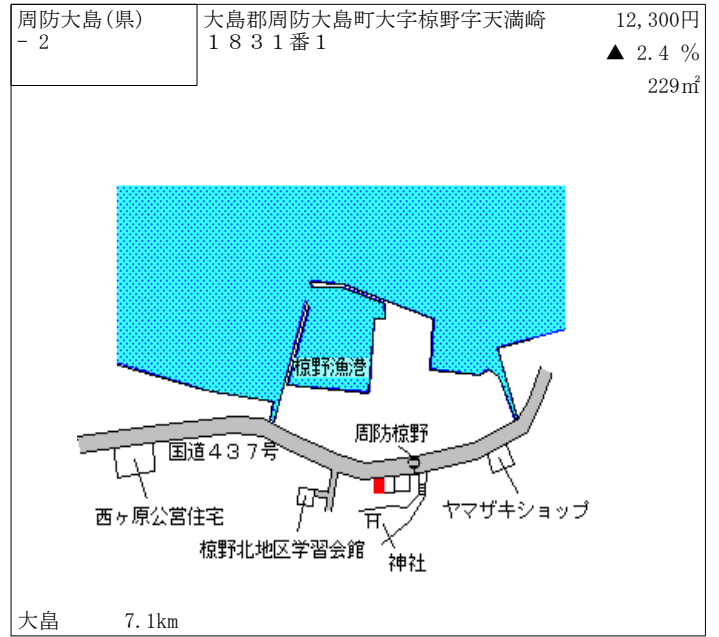 周防大島(県)
- 2
大島郡周防大島町大字椋野字天満崎
１８３１番１
12,300円
▲ 2.4 %
229㎡
椋野漁港
周防椋野
国道４３７号
西ヶ原公営住宅
ヤマザキショップ
椋野北地区学習会館
神社
大畠 7.1km